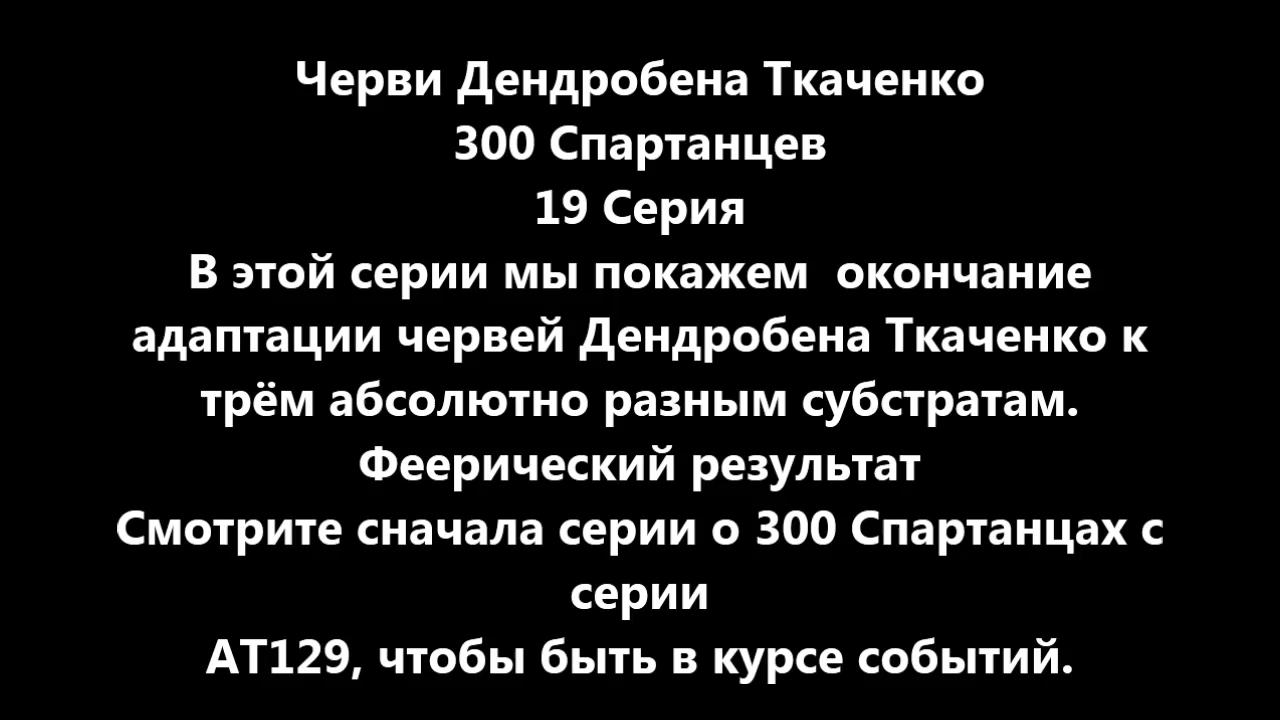 Черви Дендробена Ткаченко
300 Спартанцев
19 Серия
В этой серии мы покажем  окончание
адаптации червей Дендробена Ткаченко к
трём абсолютно разным субстратам.
Феерический результат
Смотрите сначала серии о 300 Спартанцах с
серии
АТ129, чтобы быть в курсе событий.